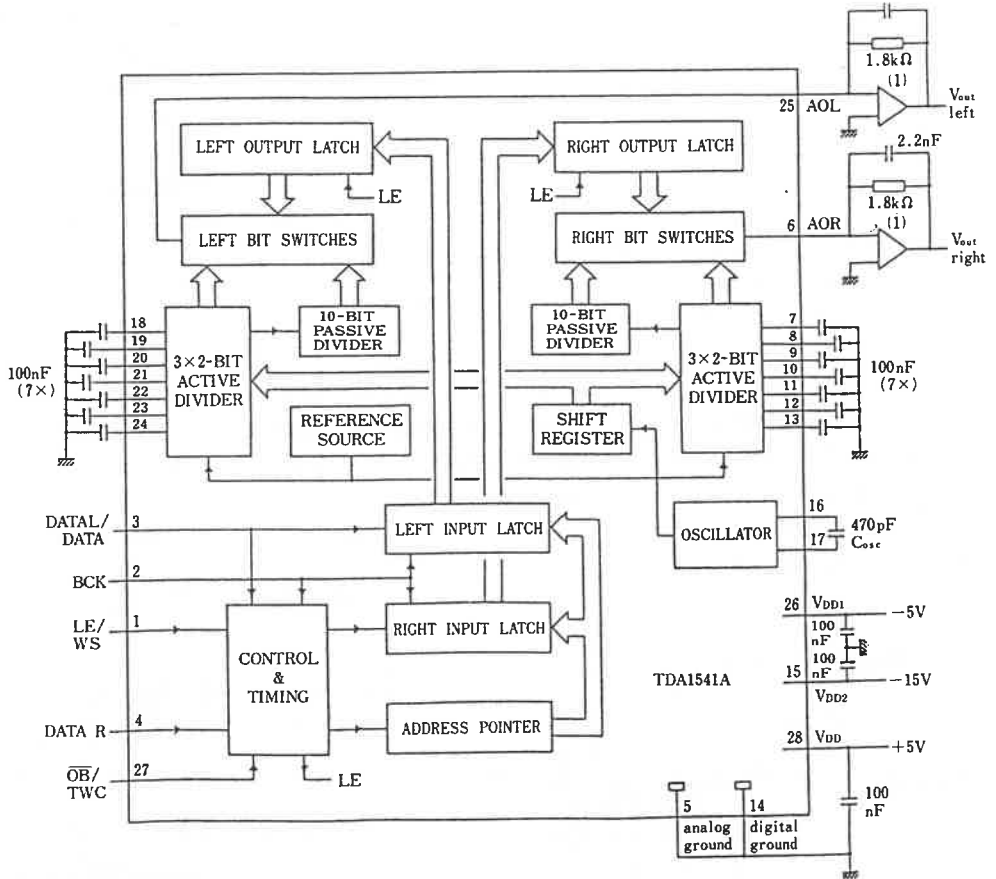 1.8kΩ
(1)
25 AOL
Vout
left
2.2nF
1.8kΩ
(1)
6 AOR
Vout
right
LEFT OUTPUT LATCH
LE
LEFT BIT SWITCHES
RIGHT OUTPUT LATCH
LE
RIGHT BIT SWITCHES
10-BIT
PASSIVE
DIVIDER
10-BIT
PASSIVE
DIVIDER
100nF
(7×)
18
19
20
21
22
23
24
3×2-BIT
ACTIVE
DIVIDER
3×2-BIT
ACTIVE
DIVIDER
7
8
9
10
11
12
13
100nF
(7×)
REFERENCE
SOURCE
SHIFT
REGISTER
DATAL/
DATA
3
LEFT INPUT LATCH
OSCILLATOR
16
17
470pF
Cosc
BCK
2
LE/
WS
1
RIGHT INPUT LATCH
CONTROL
&
TIMING
26 VDD1
−5V
100
nF
100
nF
15
VDD2
−15V
TDA1541A
DATA R
4
ADDRESS POINTER
28 VDD
+5V
OB/
TWC
27
LE
100
nF
5
analog
ground
14
digital
ground